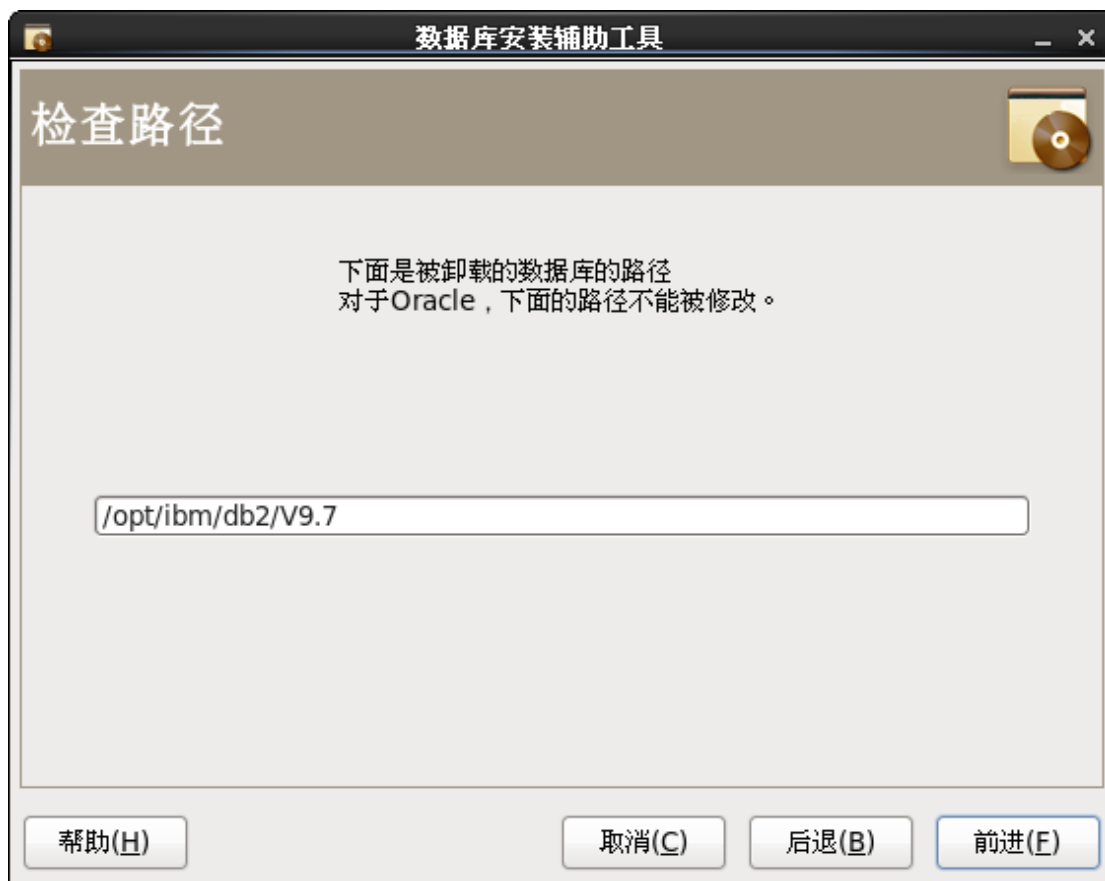 数据库安装辅助工具
检查路径
下面是被卸载的数据库的路径
对于Oracle，下面的路径不能被修改。
/opt/ibm/db2/V9.7
帮助(H)
取消(C)
后退(B)
前进(F)